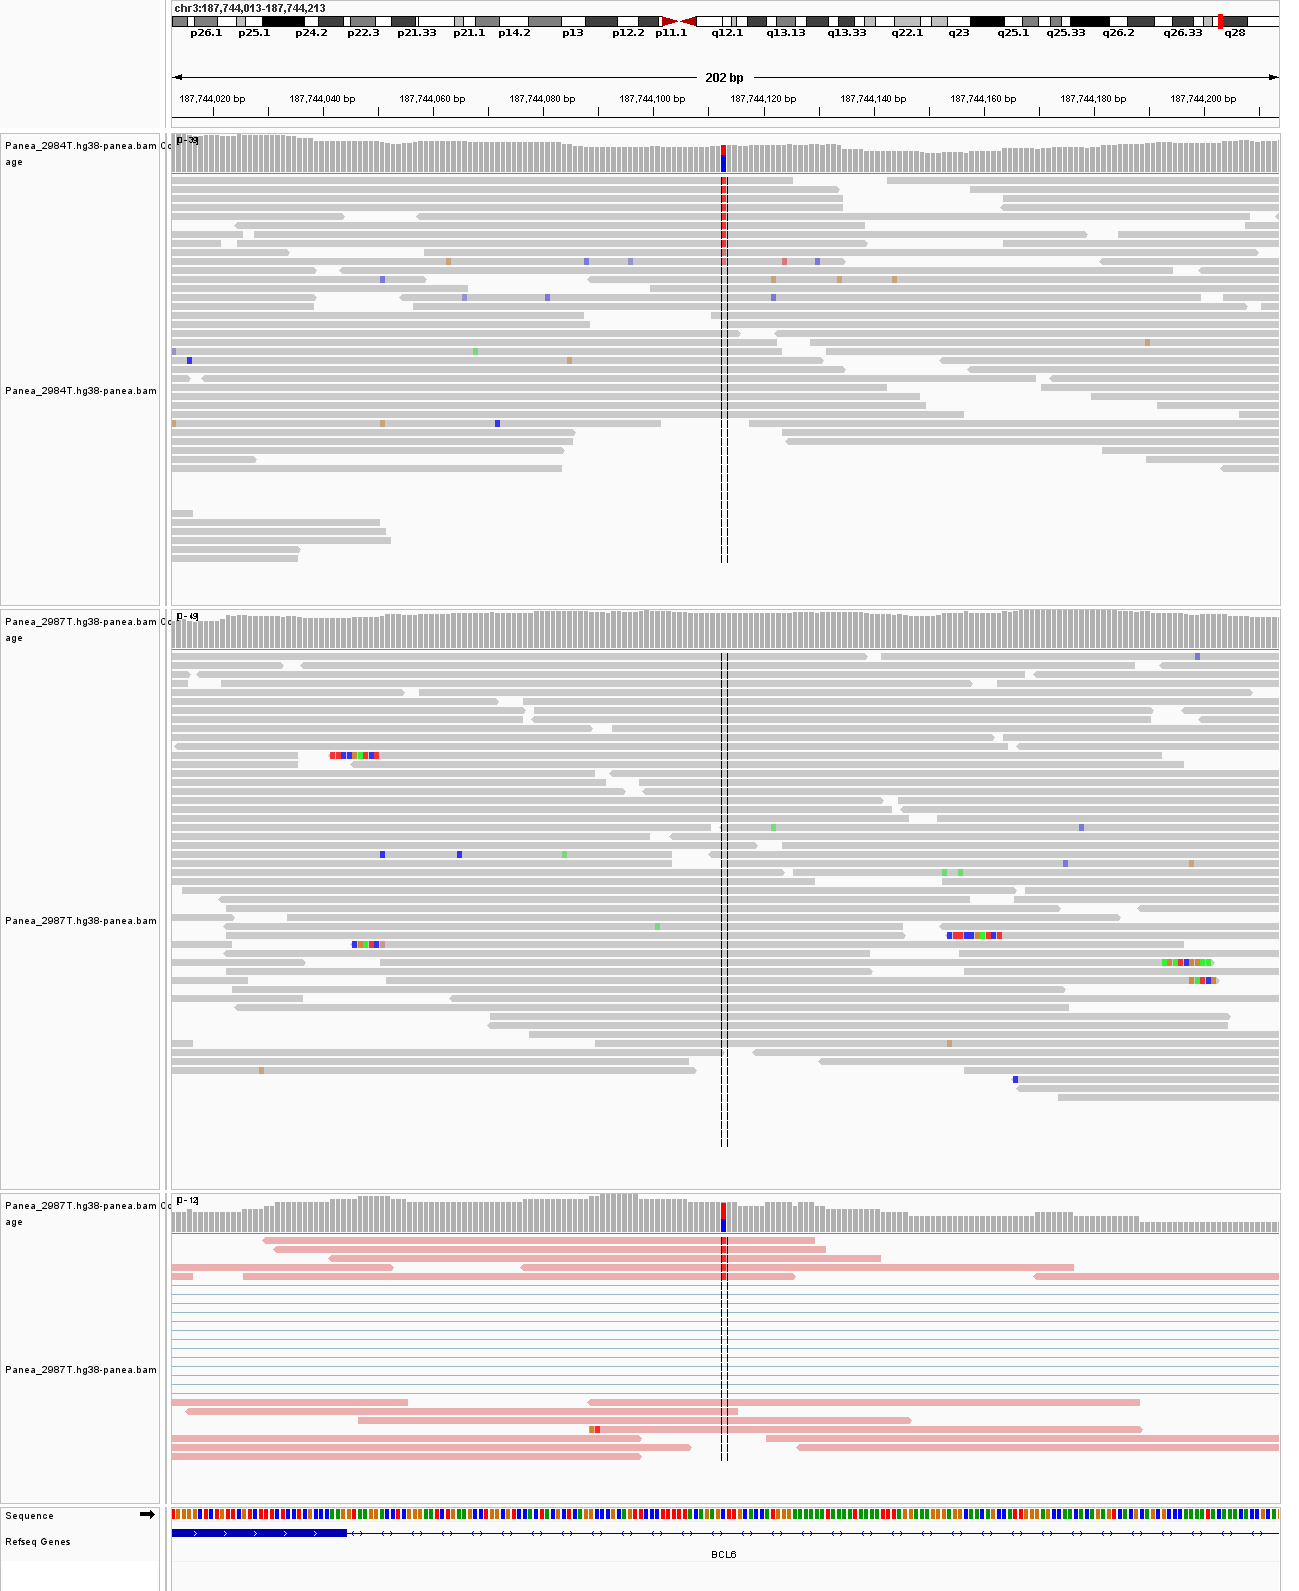 chr3:187,744,013-187,744,213
p26.1 p25.1 p24.2 p22.3 p21.33 p21.1 p14.2 p13 p12.2 p11.1 q12.1 q13.13 q13.33 q22.1 q23 q25.1 q25.33 q26.2 q26.33 q28
202 bp
187,744,020 bp 187,744,040 bp 187,744,060 bp 187,744,080 bp 187,744,100 bp 187,744,120 bp 187,744,140 bp 187,744,160 bp 187,744,180 bp 187,744,200 bp
Panea_2984T.hg38-panea.bam Co
age
[0-39]
Panea_2984T.hg38-panea.bam
Panea_2987T.hg38-panea.bam Co
age
[0-49]
Panea_2987T.hg38-panea.bam
Panea_2987T.hg38-panea.bam Co
age
[0-12]
Panea_2987T.hg38-panea.bam
Sequence
Refseq Genes
BCL6